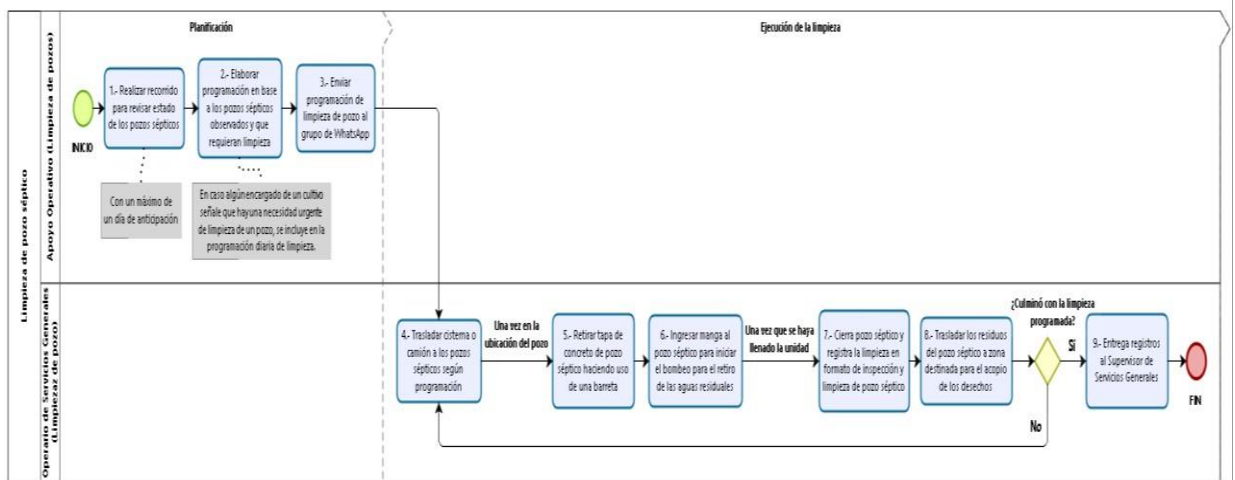 Limpieza de pozo séptico
Apoyo Operativo (Limpieza de pozos)
Planificación
Ejecución de la limpieza
INICIO
1.- Realizar recorrido
para revisar estado
de los pozos sépticos
2.- Elaborar
programación en base
a los pozos sépticos
observados y que
requieran limpieza
3.- Enviar
programación de
limpieza de pozo al
grupo de WhatsApp
Con un máximo de
un día de anticipación
En caso algún encargado de un cultivo
señale que hay una necesidad urgente
de limpieza de un pozo, se incluye en la
programación diaria de limpieza.
Operario de Servicios Generales
(Limpiezaz de pozo)
4.- Trasladar cisterna o
camión a los pozos
sépticos según
programación
Una vez en la
ubicación del pozo
5.- Retirar tapa de
concreto de pozo
séptico haciendo uso
de una barreta
6.- Ingresar manga al
pozo séptico para iniciar
el bombeo para el retiro
de las aguas residuales
Una vez que se haya
llenado la unidad
7.- Cierra pozo séptico y
registra la limpieza en
formato de inspección y
limpieza de pozo séptico
8.- Trasladar los residuos
del pozo séptico a zona
destinada para el acopio
de los desechos
¿Culminó con la limpieza
programada?
Sí
No
9.- Entrega registros
al Supervisor de
Servicios Generales
FIN